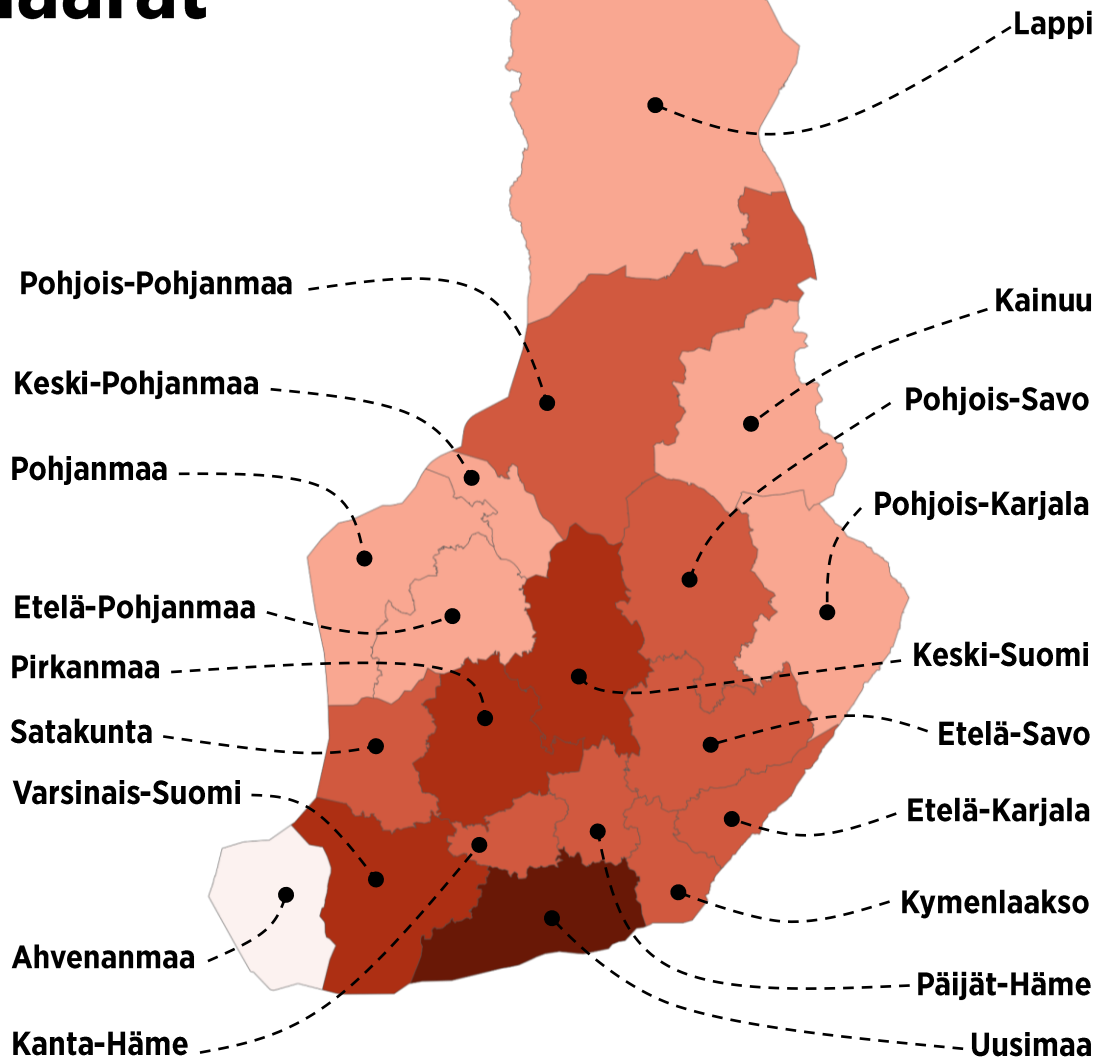 Lappi
Pohjois-Pohjanmaa
Kainuu
Keski-Pohjanmaa
Pohjois-Savo
Pohjanmaa
Pohjois-Karjala
Etelä-Pohjanmaa
Keski-Suomi
Pirkanmaa
Satakunta
Etelä-Savo
Varsinais-Suomi
Etelä-Karjala
Kymenlaakso
Ahvenanmaa
Päijät-Häme
Kanta-Häme
Uusimaa